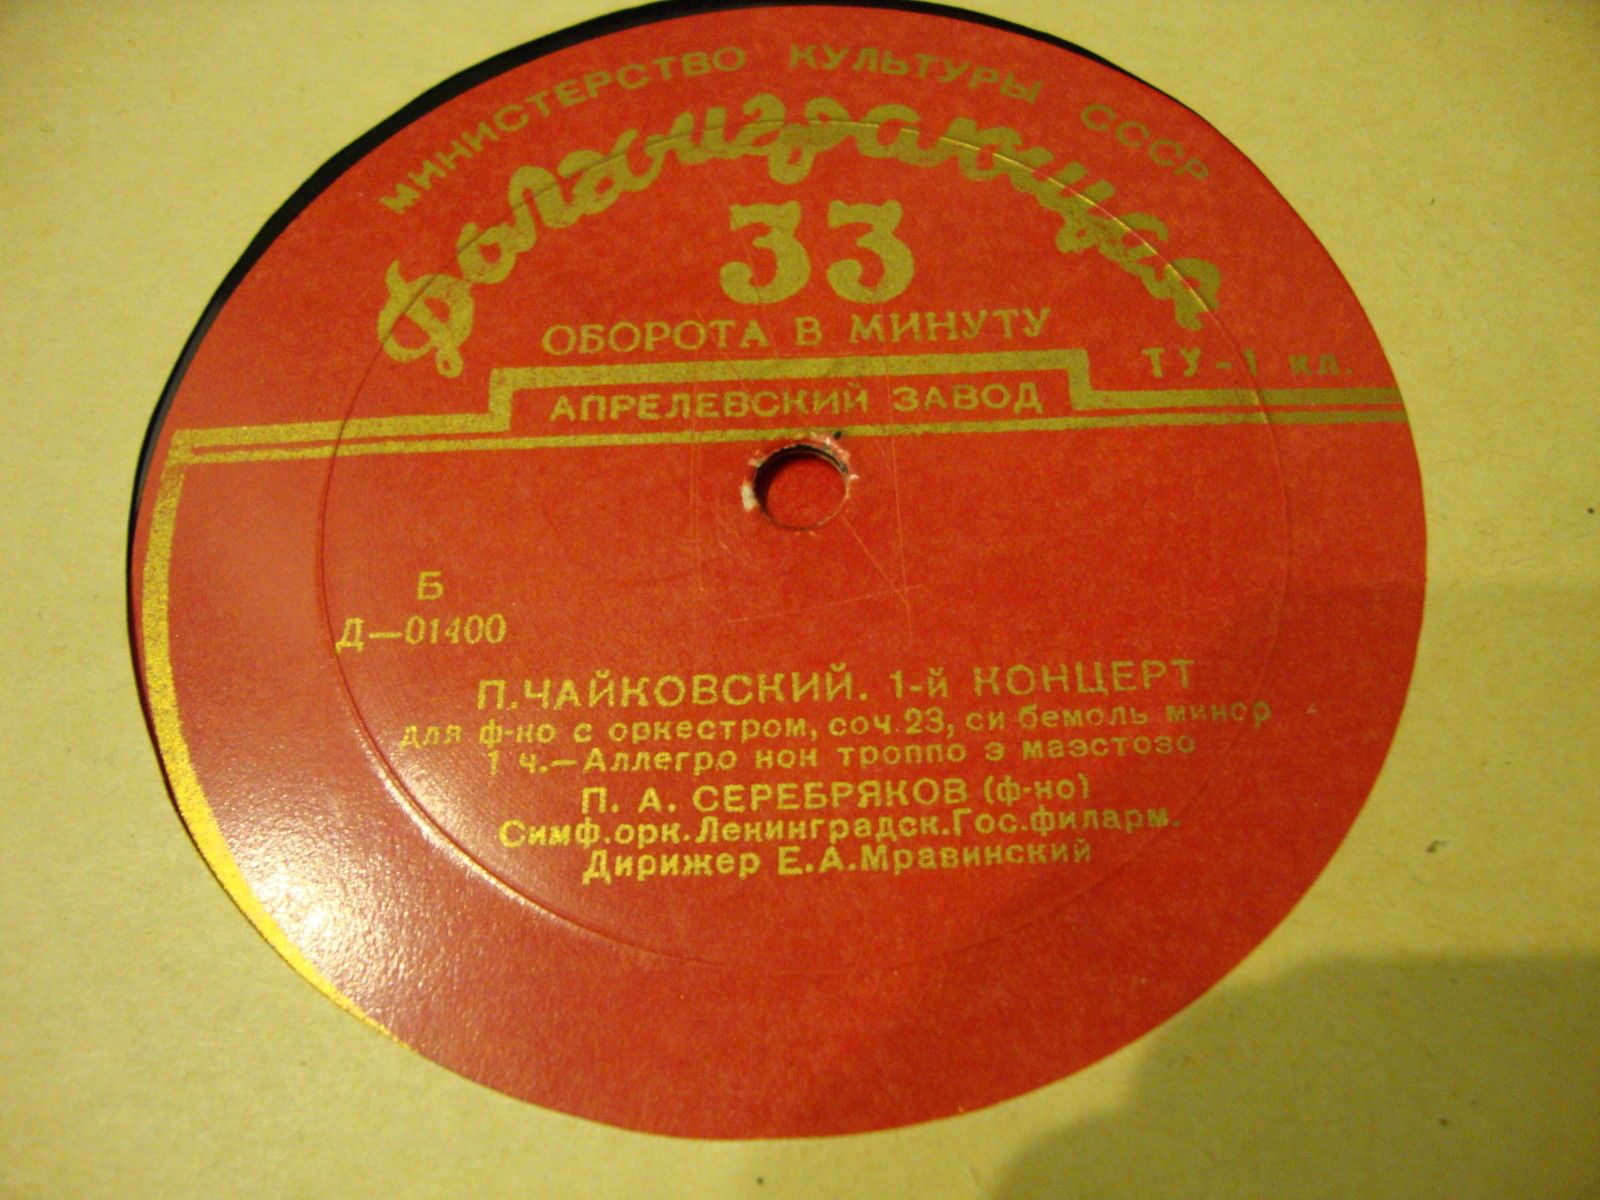 МИНИСТЕРСТВО КУЛЬТУРЫ СССР
Долгоиграющая
33
ОБОРОТА В МИНУТУ
ТУ-1 кл.
АПРЕЛЕВСКИЙ ЗАВОД
Б
Д—01400
П.ЧАЙКОВСКИЙ. 1-й КОНЦЕРТ
для ф-но с оркестром, соч.23, си бемоль минор
1 ч.—Аллегро нон троппо э маэстозо
П. А. СЕРЕБРЯКОВ (ф-но)
Симф.орк.Ленинградск.Гос.филарм.
Дирижер Е.А.Мравинский